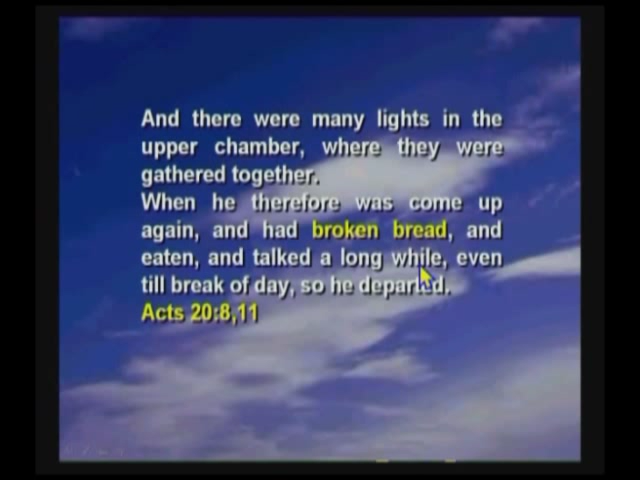 And there were many lights in the
upper chamber, where they were
gathered together.
When he therefore was come up
again, and had broken bread, and
eaten, and talked a long while, even
till break of day, so he departed.
Acts 20:8,11